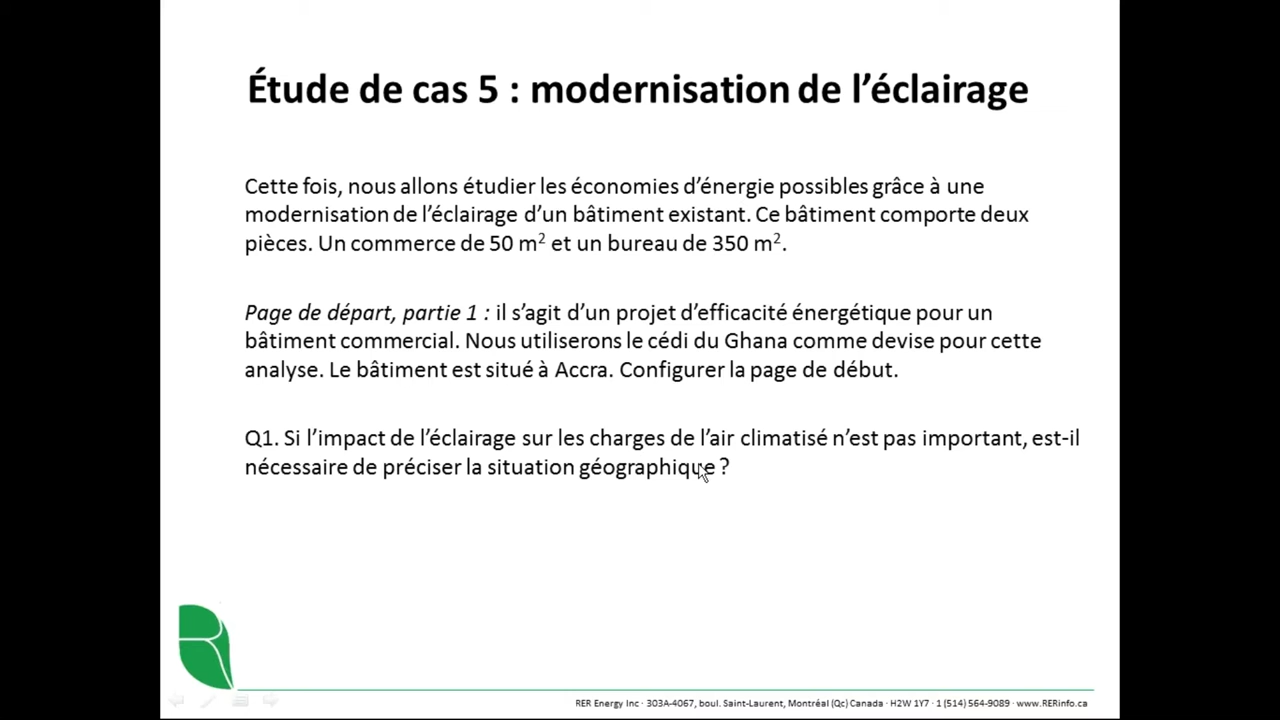 Étude de cas 5 : modernisation de l’éclairage
Cette fois, nous allons étudier les économies d’énergie possibles grâce à une
modernisation de l’éclairage d’un bâtiment existant. Ce bâtiment comporte deux
pièces. Un commerce de 50 m² et un bureau de 350 m².
Page de départ, partie 1 : il s’agit d’un projet d’efficacité énergétique pour un
bâtiment commercial. Nous utiliserons le cédi du Ghana comme devise pour cette
analyse. Le bâtiment est situé à Accra. Configurer la page de début.
Q1. Si l’impact de l’éclairage sur les charges de l’air climatisé n’est pas important, est-il
nécessaire de préciser la situation géographique ?
RER Energy Inc · 303A-4067, boul. Saint-Laurent, Montréal (Qc) Canada · H2W 1Y7 · 1 (514) 564-9089 · www.RERinfo.ca